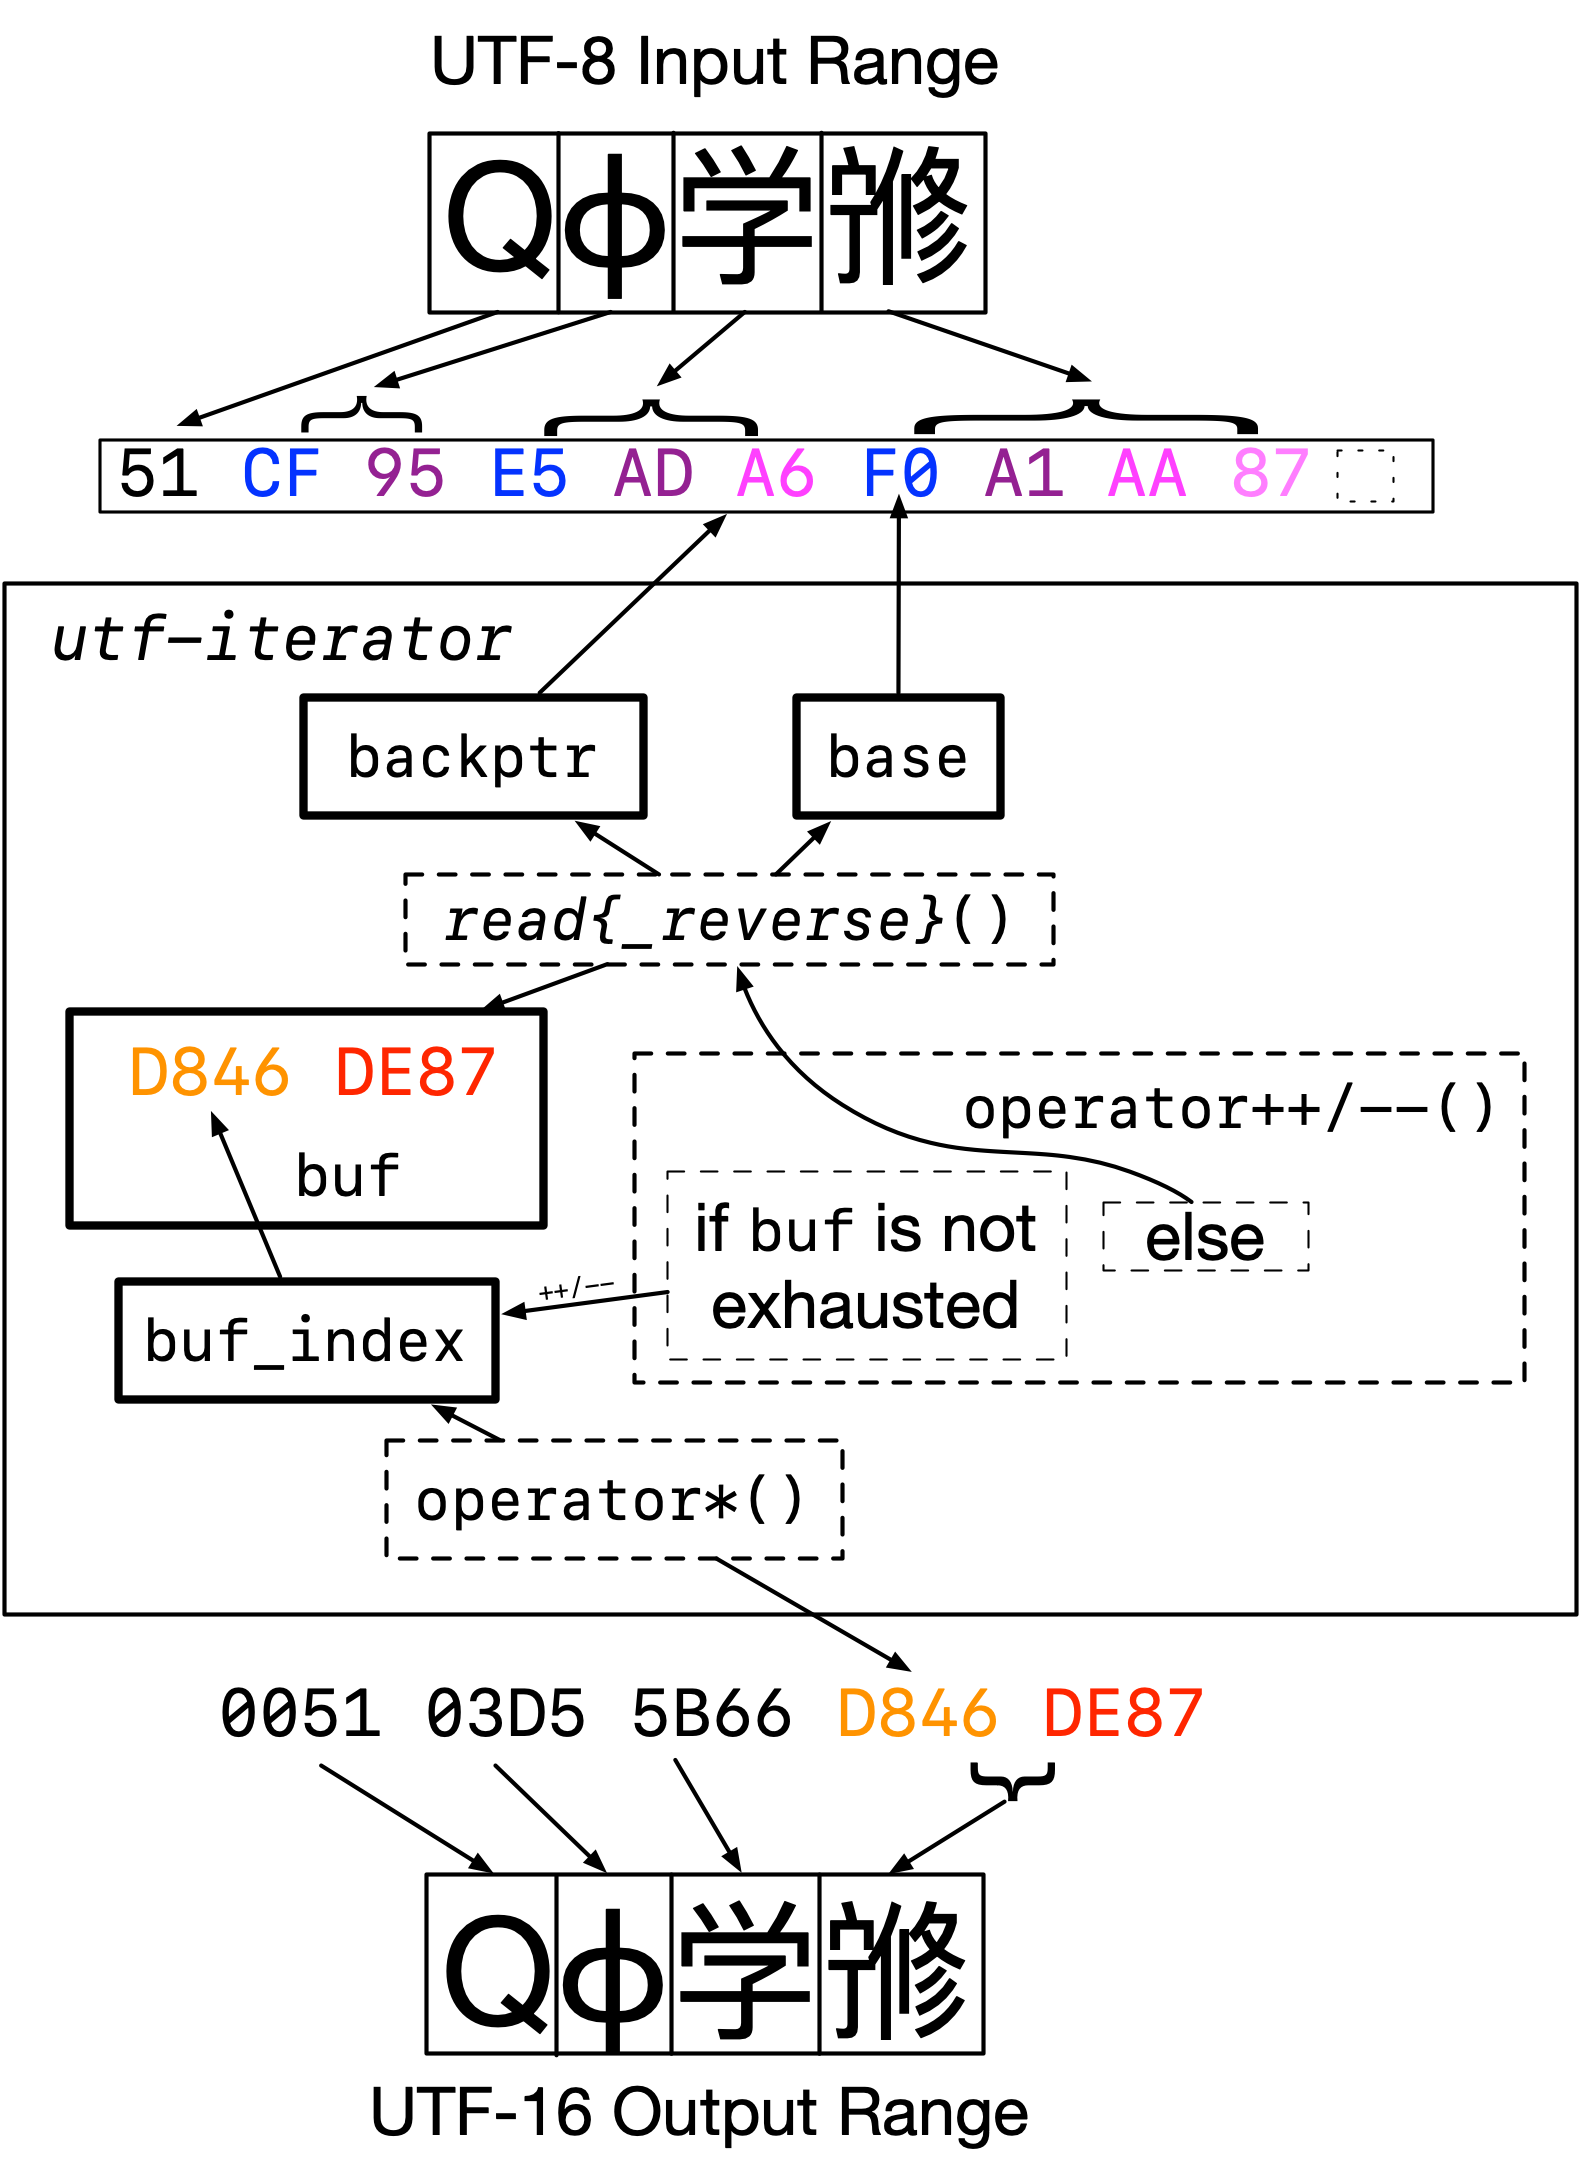 UTF-8 Input Range
Qϕ学𡪇
51 CF 95 E5 AD A6 F0 A1 AA 87
utf-iterator
backptr base
read{_reverse}()
D846 DE87
buf
operator++/--()
if buf is not
exhausted
else
++/--
buf_index
operator*()
0051 03D5 5B66 D846 DE87
Qϕ学𡪇
UTF-16 Output Range